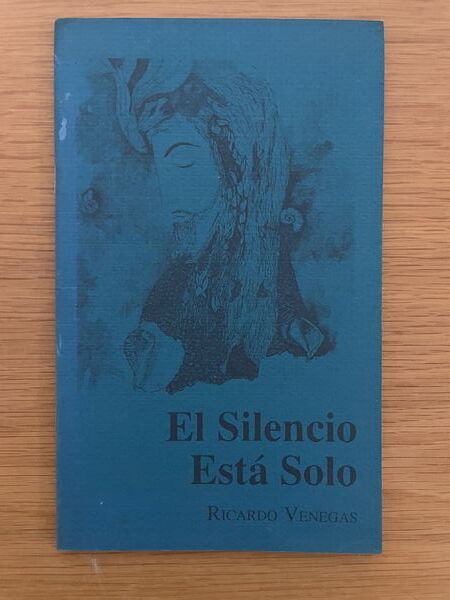 El Silencio
Está Solo
RICARDO VENEGAS